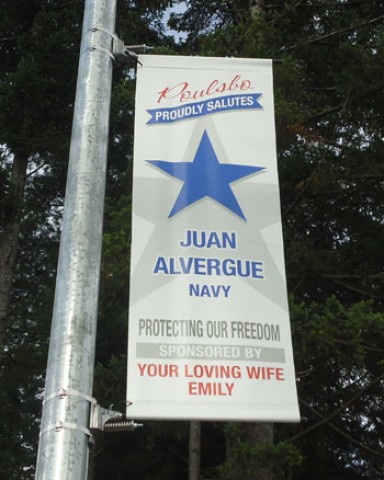 Poulsbo
PROUDLY SALUTES
JUAN
ALVERGUE
NAVY
PROTECTING OUR FREEDOM
SPONSORED BY
YOUR LOVING WIFE
EMILY